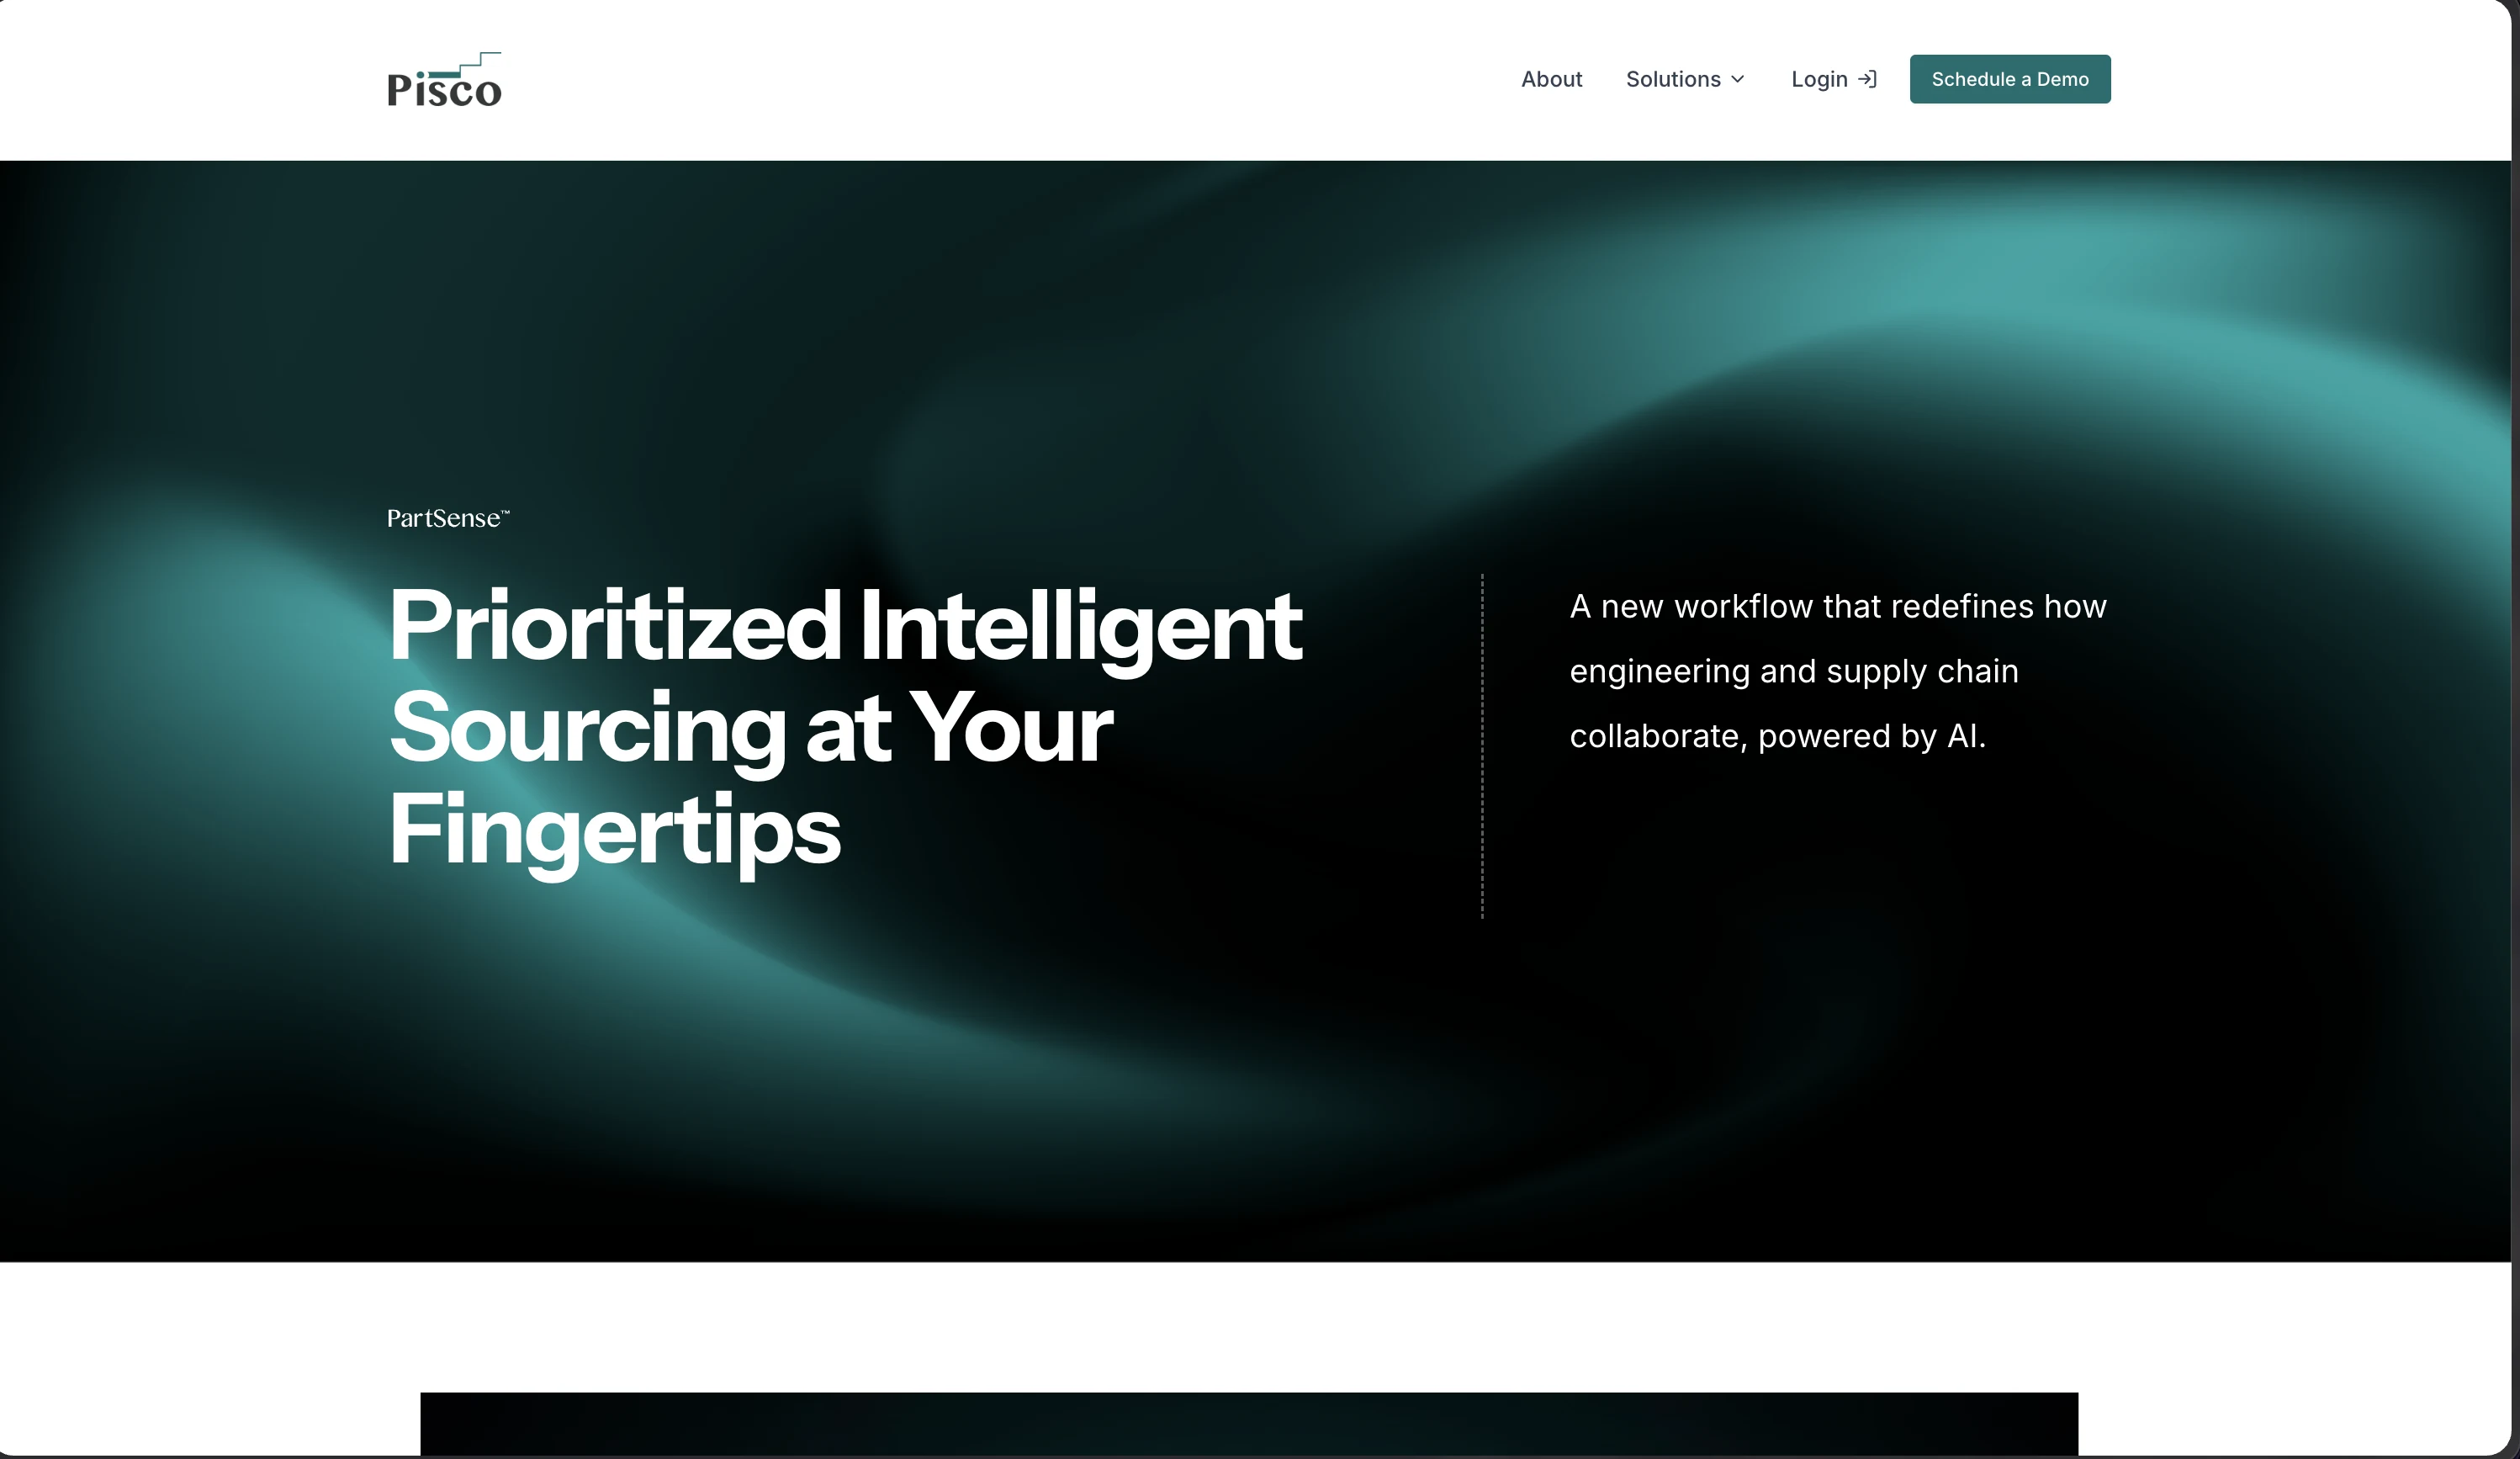 Pisco
About
Solutions
Login
Schedule a Demo
PartSense™
Prioritized Intelligent
Sourcing at Your
Fingertips
A new workflow that redefines how
engineering and supply chain
collaborate, powered by AI.